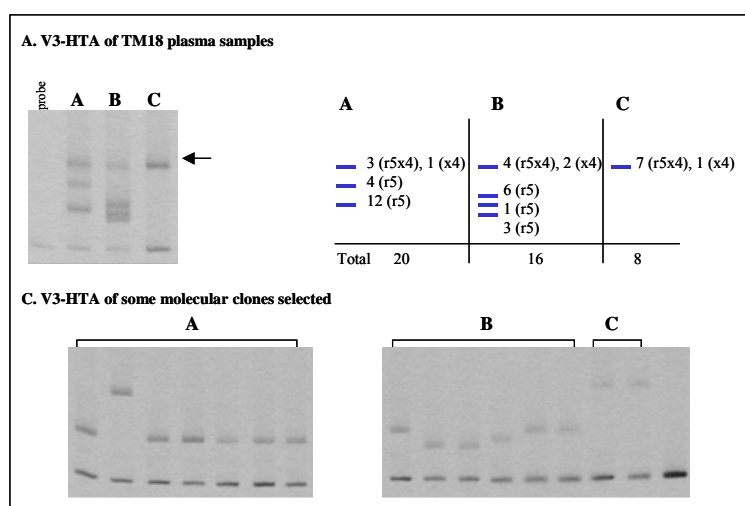 A. V3-HTA of TM18 plasma samples
probe
A B C
A B C
3 (r5x4), 1 (x4)
4 (r5x4), 2 (x4)
7 (r5x4), 1 (x4)
4 (r5)
6 (r5)
12 (r5)
1 (r5)
3 (r5)
Total 20 16 8
C. V3-HTA of some molecular clones selected
A B C